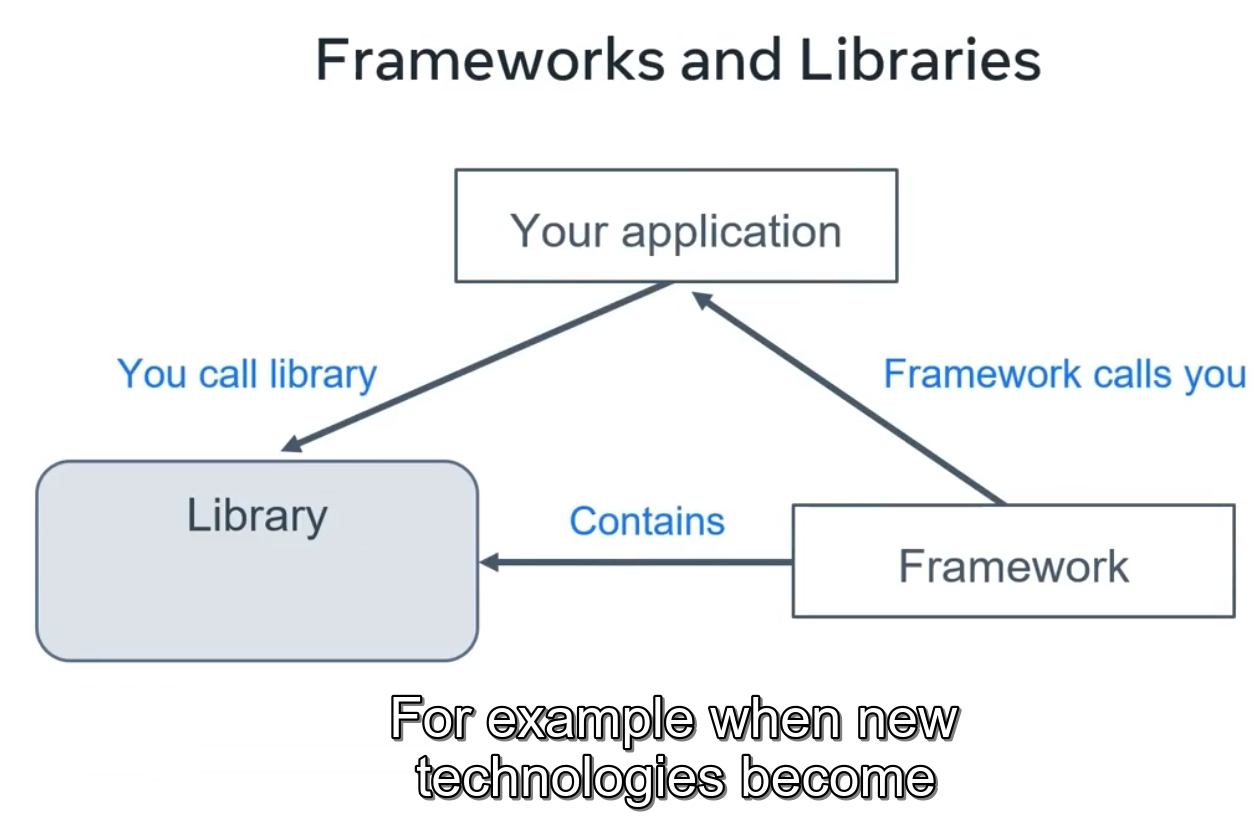 Frameworks and Libraries
Your application
You call library
Framework calls you
Library
Contains
Framework
For example when new
technologies become